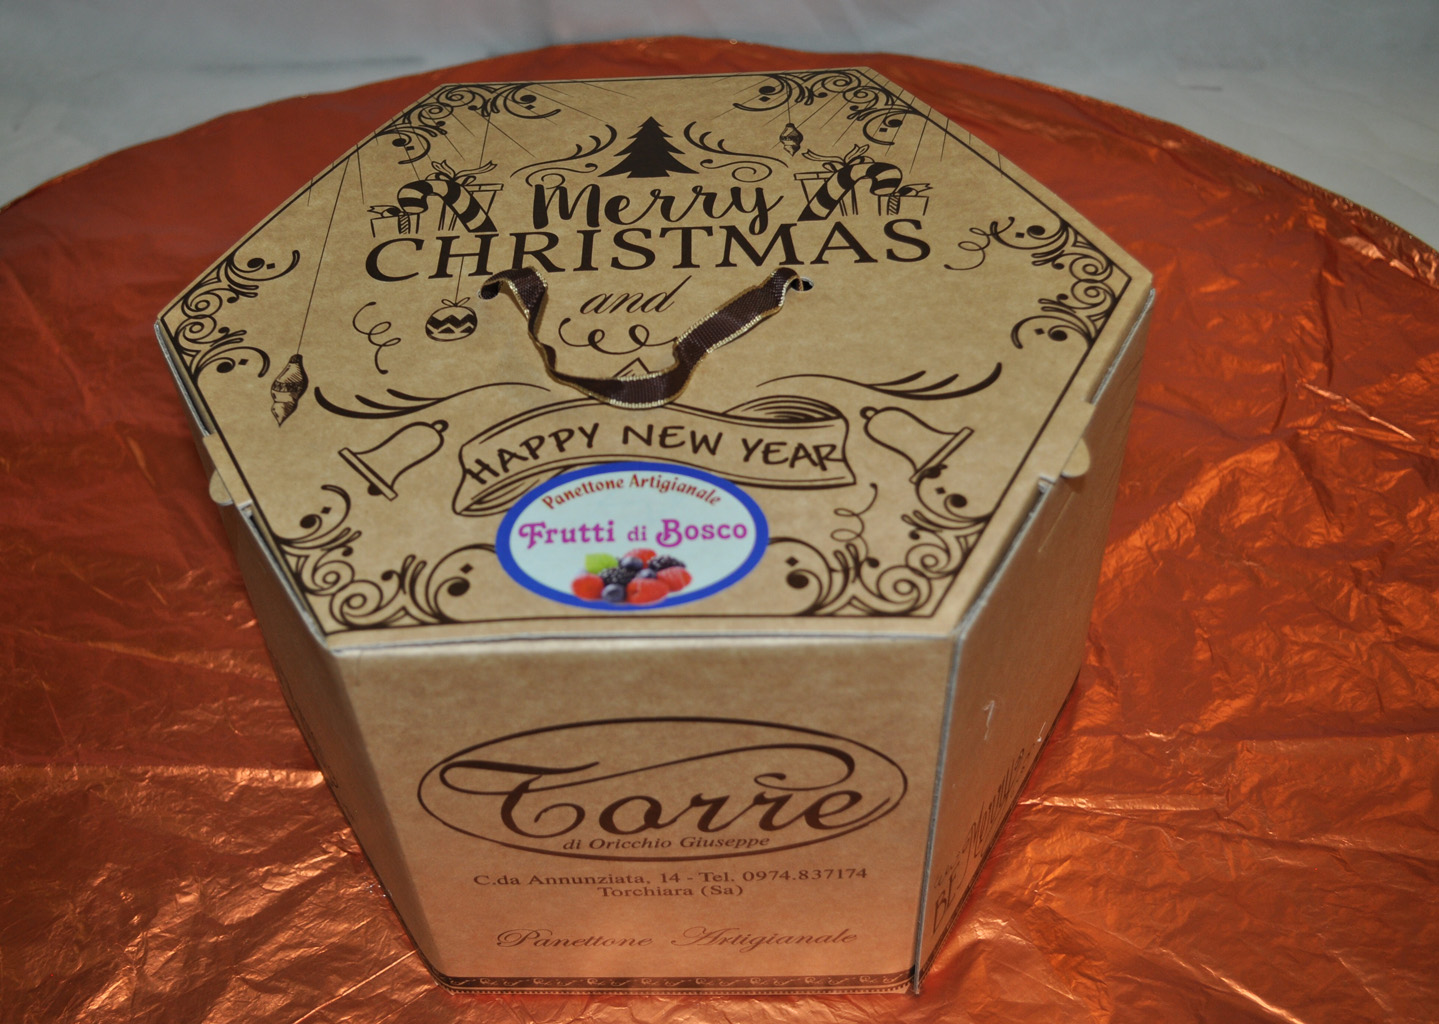 Merry
CHRISTMAS
and
HAPPY NEW YEAR
Panettone Artigianale
Frutti di Bosco
Torre
di Oricchio Giuseppe
C.da Annunziata, 14 - Tel. 0974.837174
Torchiara (Sa)
Panettone Artigianale